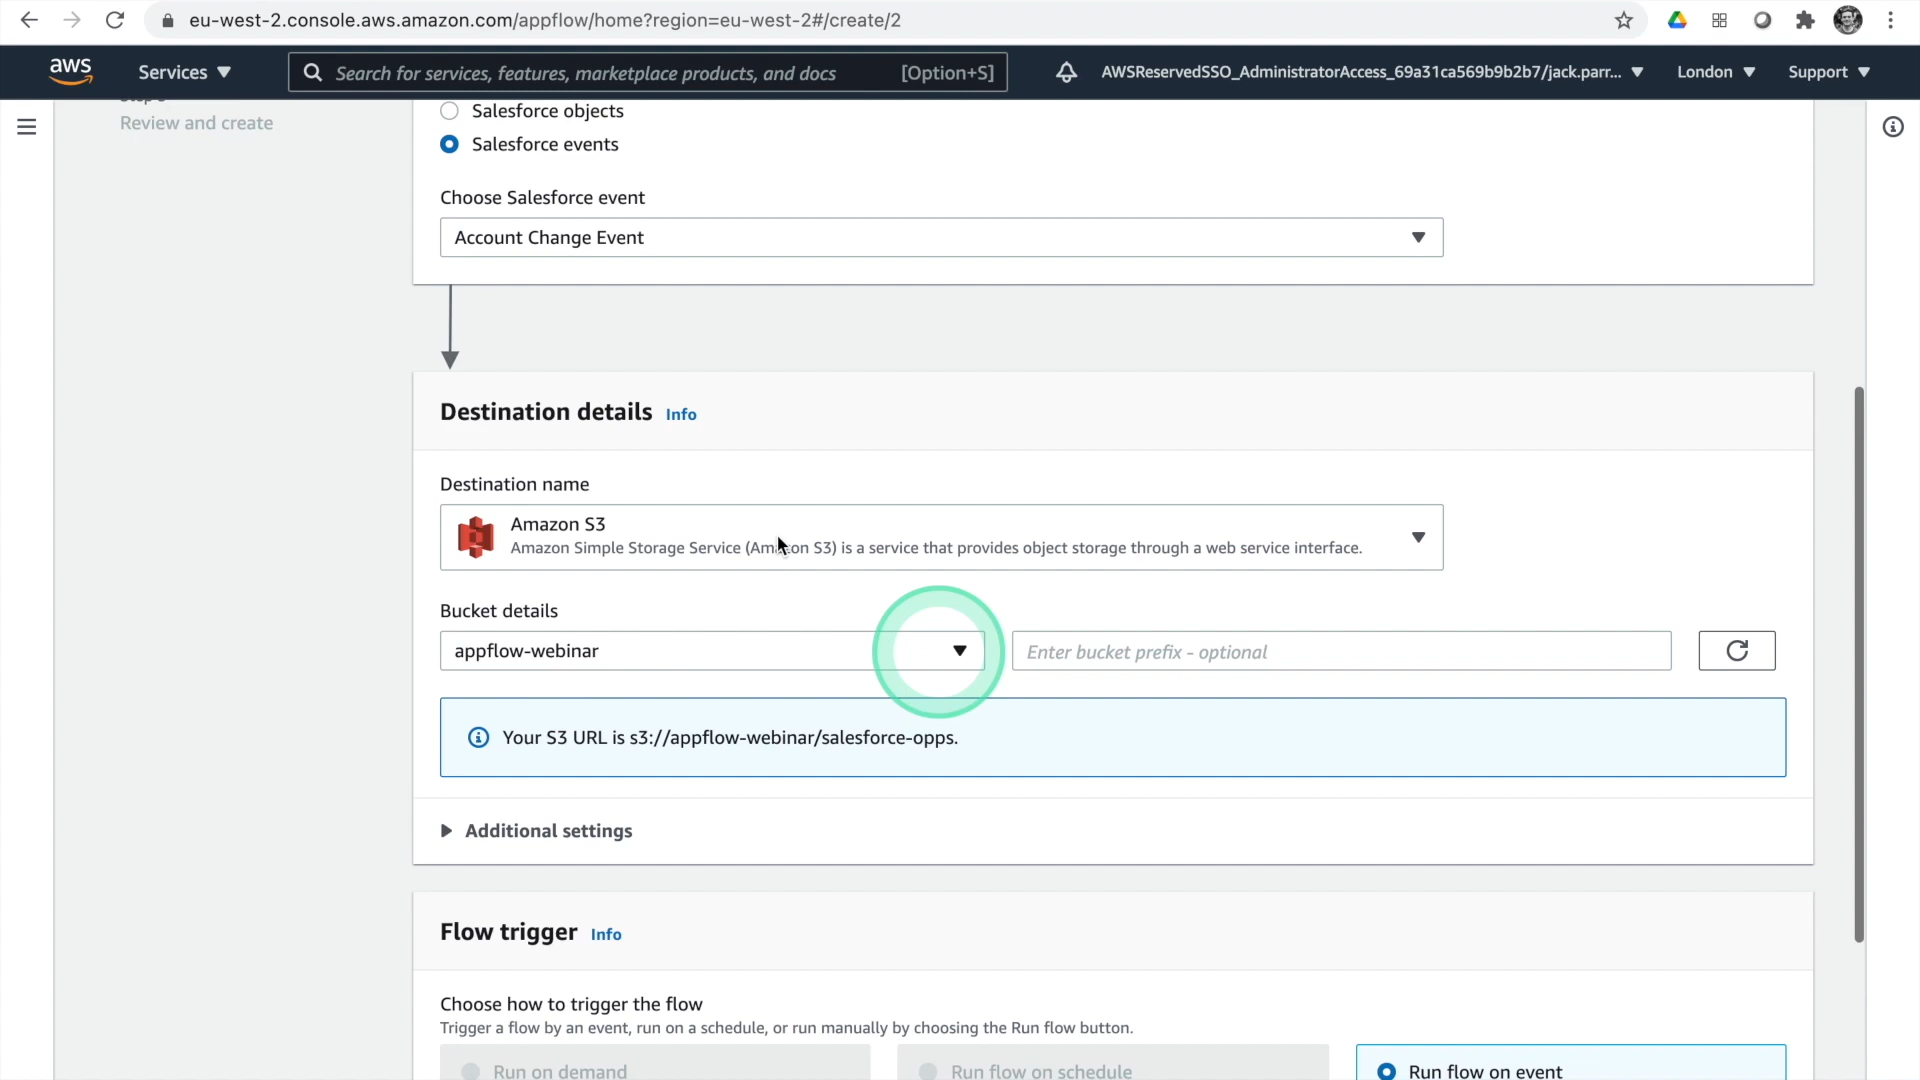 eu-west-2.console.aws.amazon.com/appflow/home?region=eu-west-2#/create/2
aws
Services
Search for services, features, marketplace products, and docs
[Option+S]
AWSReservedSSO_AdministratorAccess_69a31ca569b9b2b7/jack.parr...
London
Support
Review and create
Salesforce objects
Salesforce events
Choose Salesforce event
Account Change Event
Destination details Info
Destination name
Amazon S3
Amazon Simple Storage Service (Amazon S3) is a service that provides object storage through a web service interface.
Bucket details
appflow-webinar
Enter bucket prefix - optional
Your S3 URL is s3://appflow-webinar/salesforce-opps.
Additional settings
Flow trigger Info
Choose how to trigger the flow
Trigger a flow by an event, run on a schedule, or run manually by choosing the Run flow button.
Run on demand
Run flow on schedule
Run flow on event